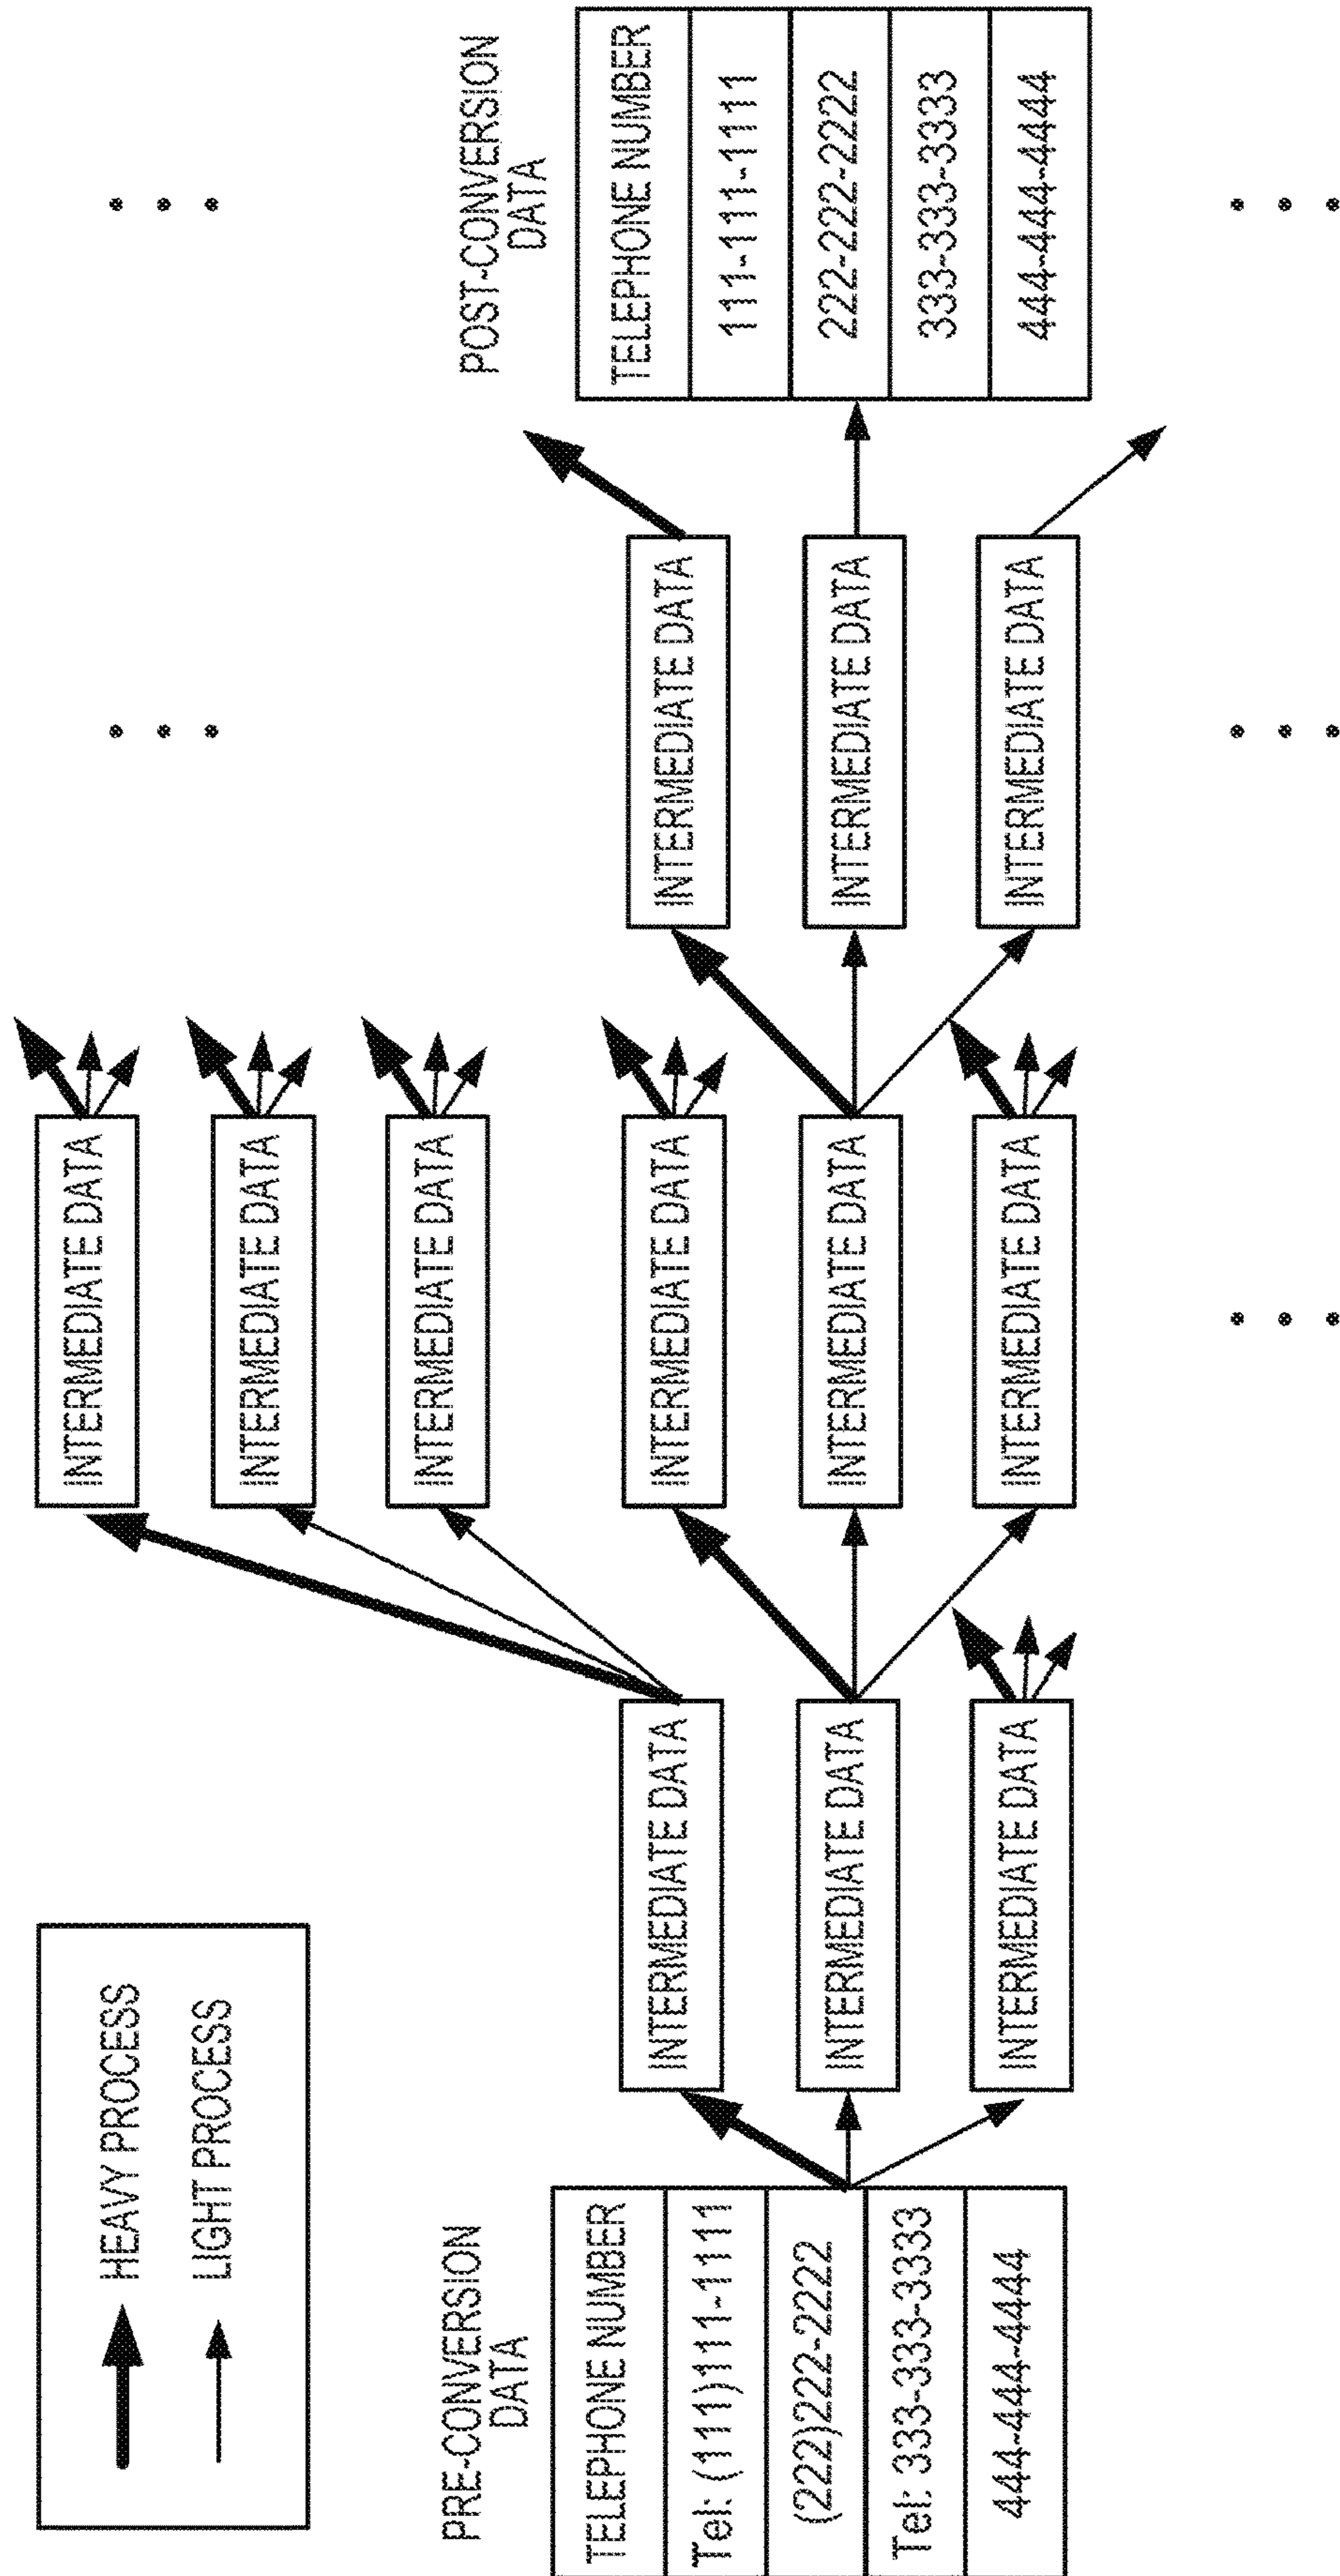 HEAVY PROCESS
LIGHT PROCESS
PRE-CONVERSION
DATA
TELEPHONE NUMBER
Tel: (111)111-1111
(222)222-2222
Tel: 333-333-3333
444-444-4444
INTERMEDIATE DATA
INTERMEDIATE DATA
INTERMEDIATE DATA
INTERMEDIATE DATA
INTERMEDIATE DATA
INTERMEDIATE DATA
INTERMEDIATE DATA
INTERMEDIATE DATA
INTERMEDIATE DATA
INTERMEDIATE DATA
INTERMEDIATE DATA
INTERMEDIATE DATA
POST-CONVERSION
DATA
TELEPHONE NUMBER
111-111-1111
222-222-2222
333-333-3333
444-444-4444